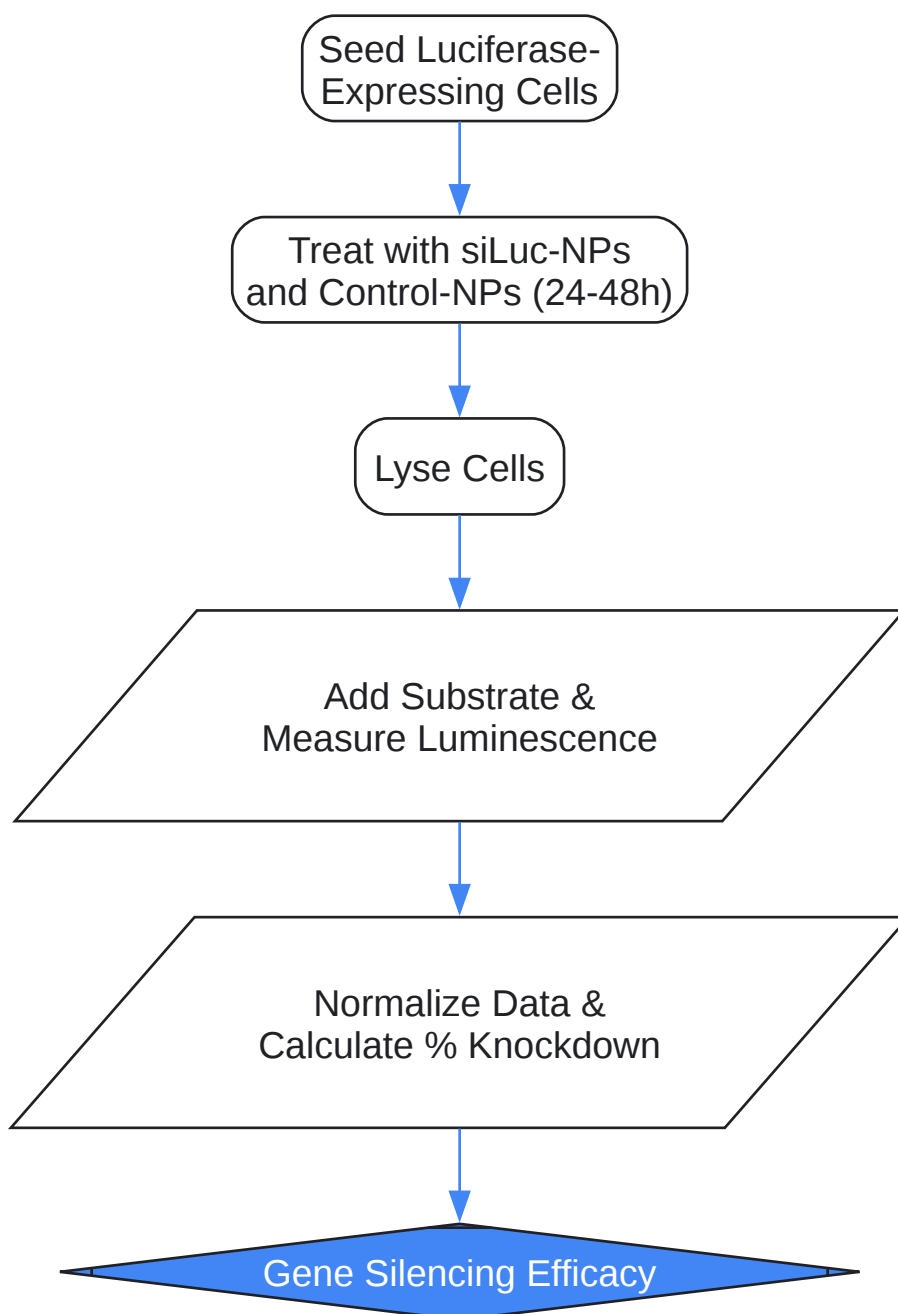 Seed Luciferase-
Expressing Cells
Treat with siLuc-NPs
and Control-NPs (24-48h)
Lyse Cells
Add Substrate &
Measure Luminescence
Normalize Data &
Calculate % Knockdown
Gene Silencing Efficacy